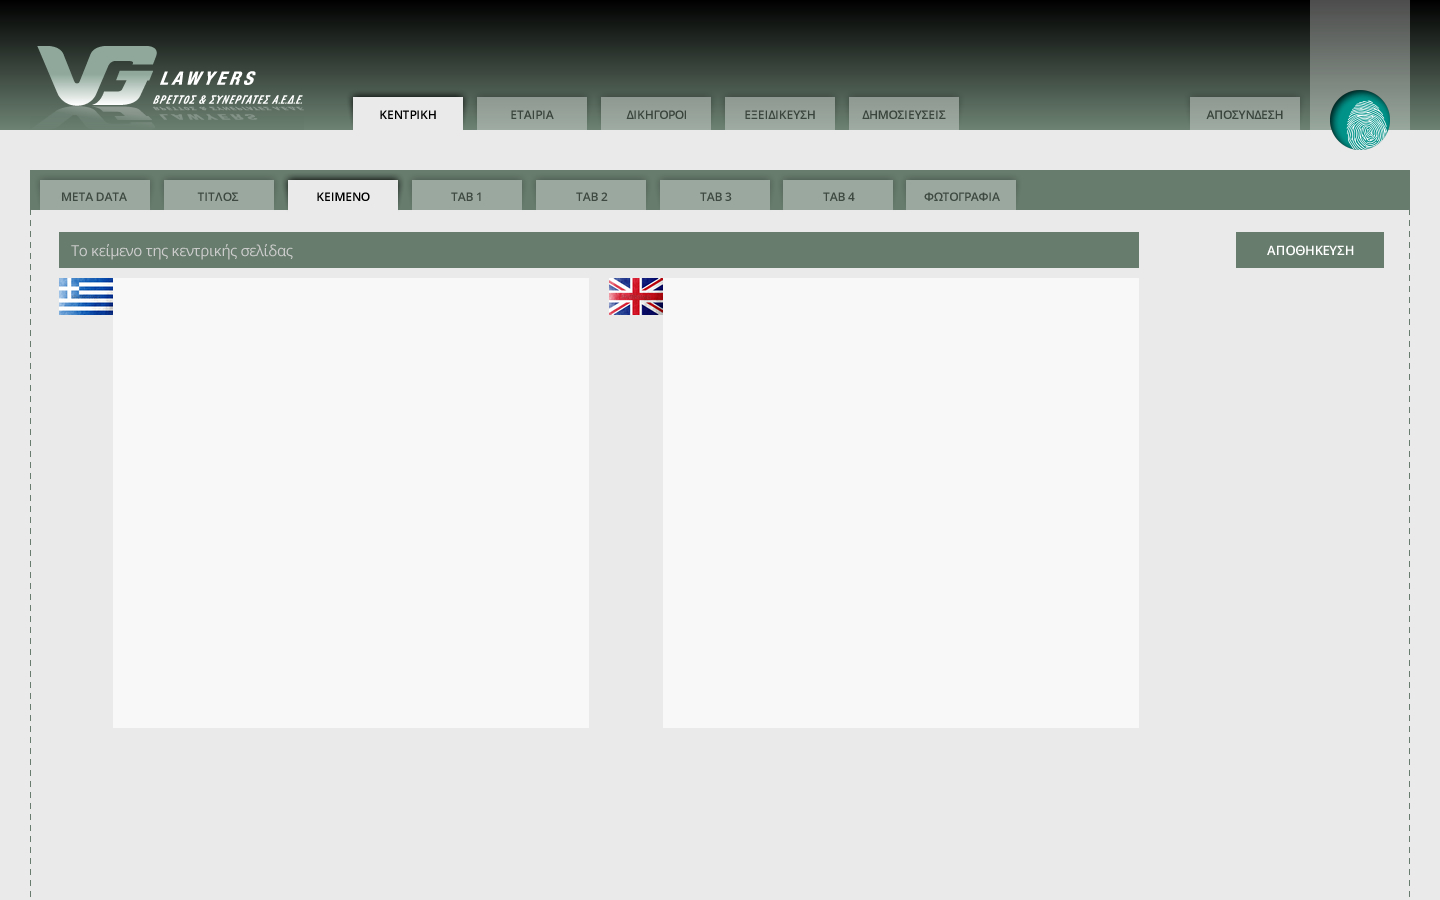 VG LAWYERS
ΒΡΕΤΤΟΣ & ΣΥΝΕΡΓΑΤΕΣ Α.Ε.Δ.Ε.
ΚΕΝΤΡΙΚΗ ΕΤΑΙΡΙΑ ΔΙΚΗΓΟΡΟΙ ΕΞΕΙΔΙΚΕΥΣΗ ΔΗΜΟΣΙΕΥΣΕΙΣ ΑΠΟΣΥΝΔΕΣΗ
META DATA ΤΙΤΛΟΣ ΚΕΙΜΕΝΟ TAB 1 TAB 2 TAB 3 TAB 4 ΦΩΤΟΓΡΑΦΙΑ
Το κείμενο της κεντρικής σελίδας ΑΠΟΘΗΚΕΥΣΗ